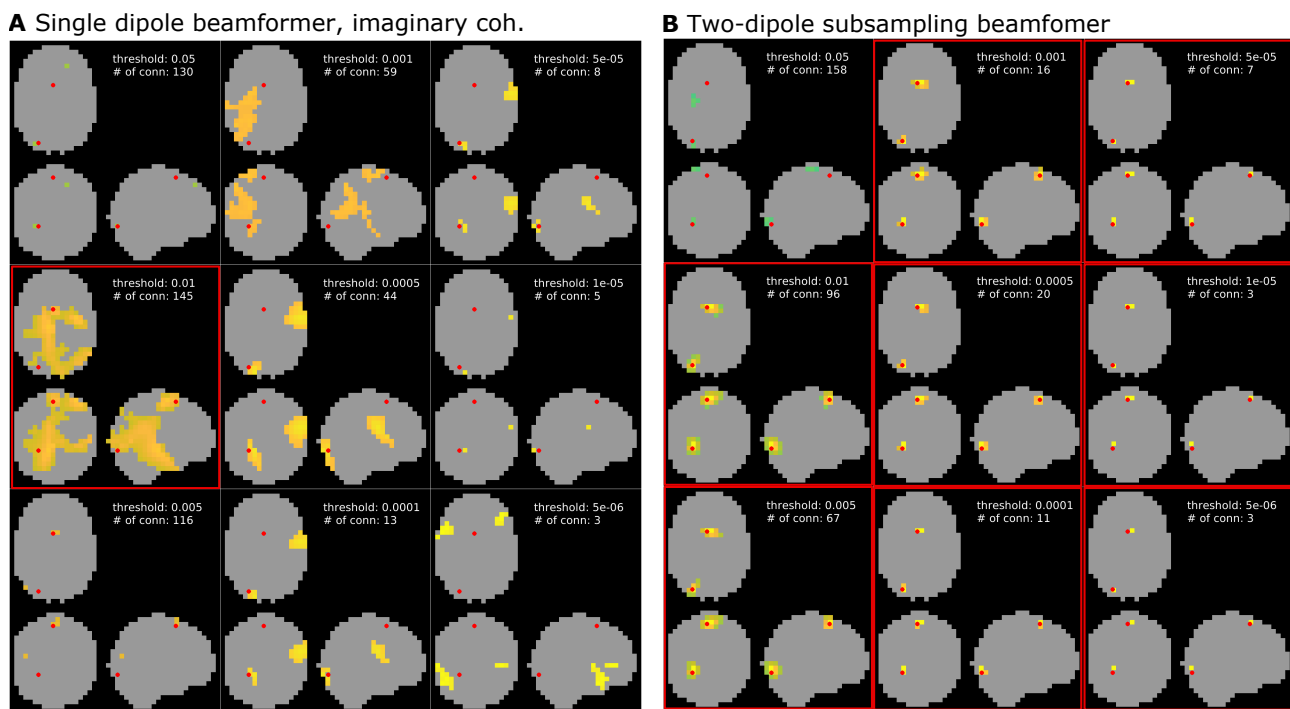 A Single dipole beamformer, imaginary coh.
threshold: 0.05
# of conn: 130
threshold: 0.001
# of conn: 59
threshold: 5e-05
# of conn: 8
threshold: 0.01
# of conn: 145
threshold: 0.0005
# of conn: 44
threshold: 1e-05
# of conn: 5
threshold: 0.005
# of conn: 116
threshold: 0.0001
# of conn: 13
threshold: 5e-06
# of conn: 3
B Two-dipole subsampling beamfomer
threshold: 0.05
# of conn: 158
threshold: 0.001
# of conn: 16
threshold: 5e-05
# of conn: 7
threshold: 0.01
# of conn: 96
threshold: 0.0005
# of conn: 20
threshold: 1e-05
# of conn: 3
threshold: 0.005
# of conn: 67
threshold: 0.0001
# of conn: 11
threshold: 5e-06
# of conn: 3